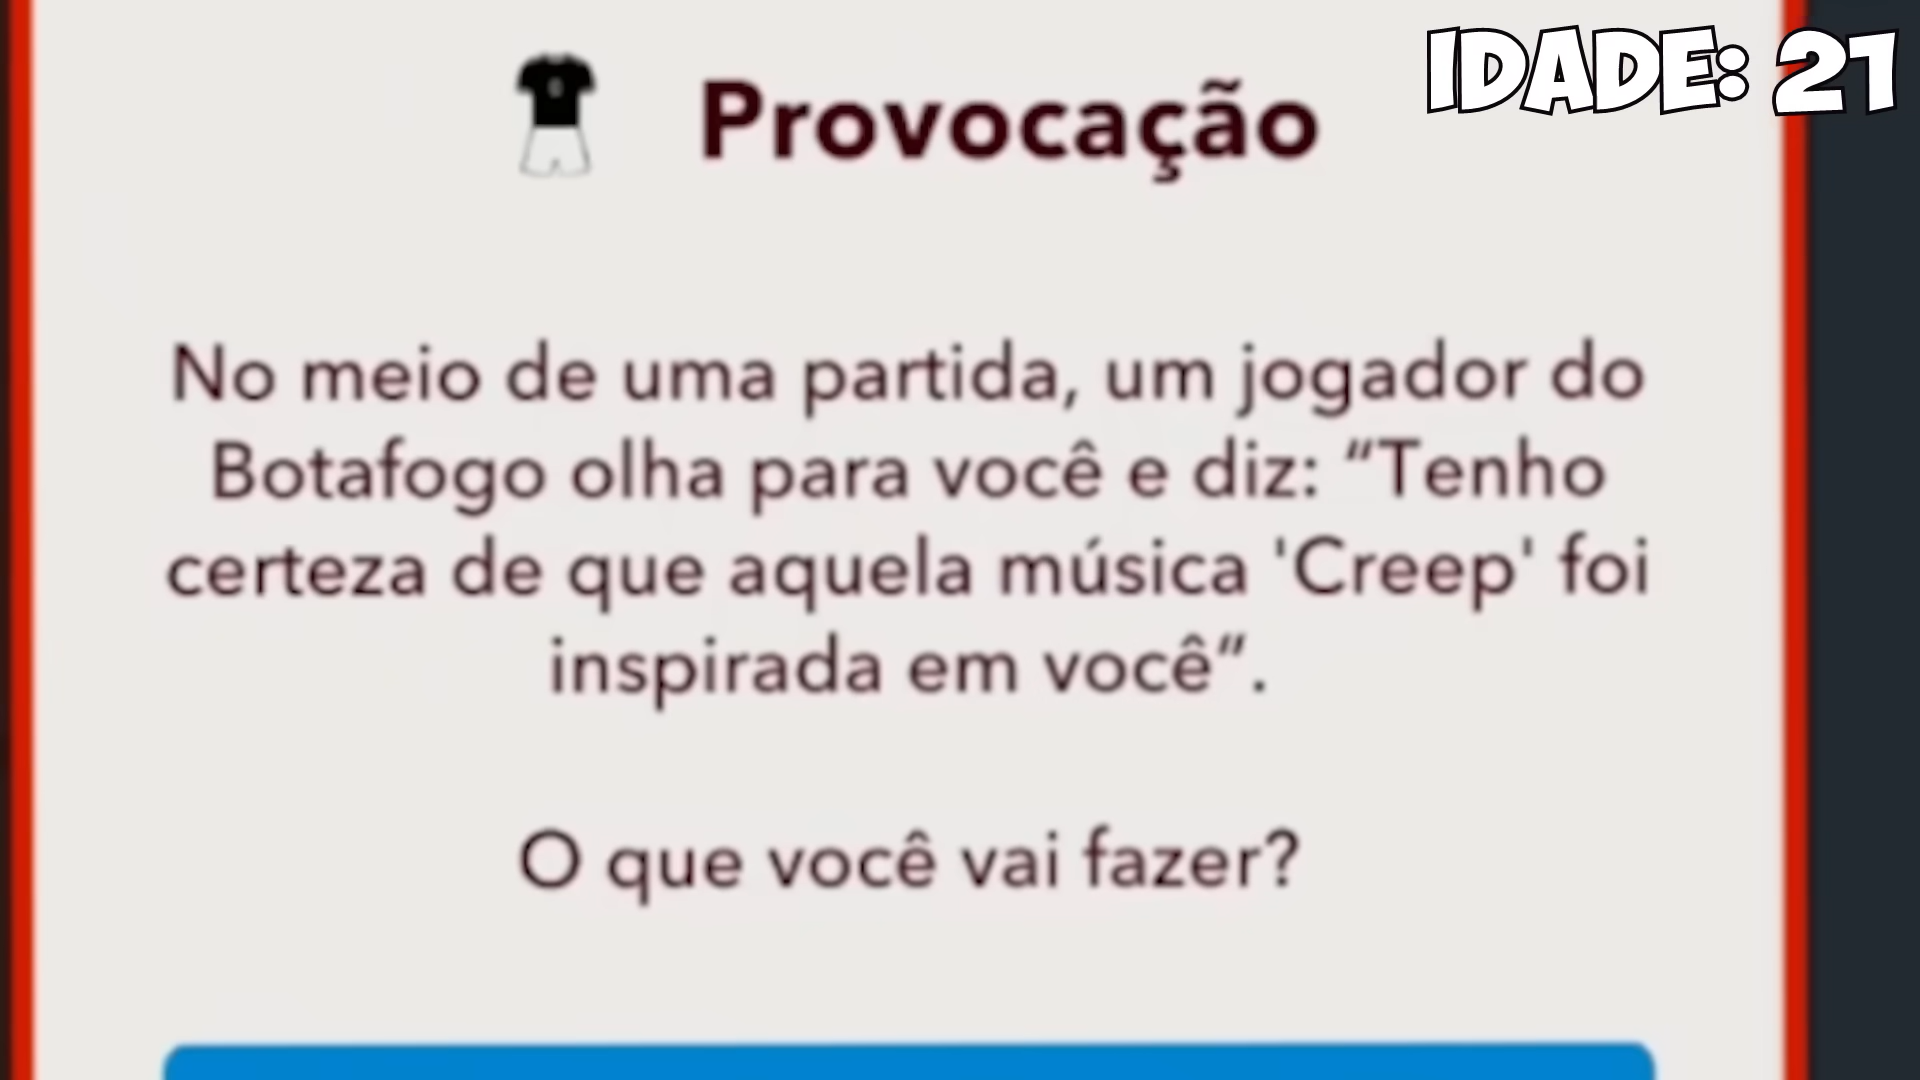 IDADE: 21
Provocação
No meio de uma partida, um jogador do
Botafogo olha para você e diz: “Tenho
certeza de que aquela música 'Creep' foi
inspirada em você”.
O que você vai fazer?